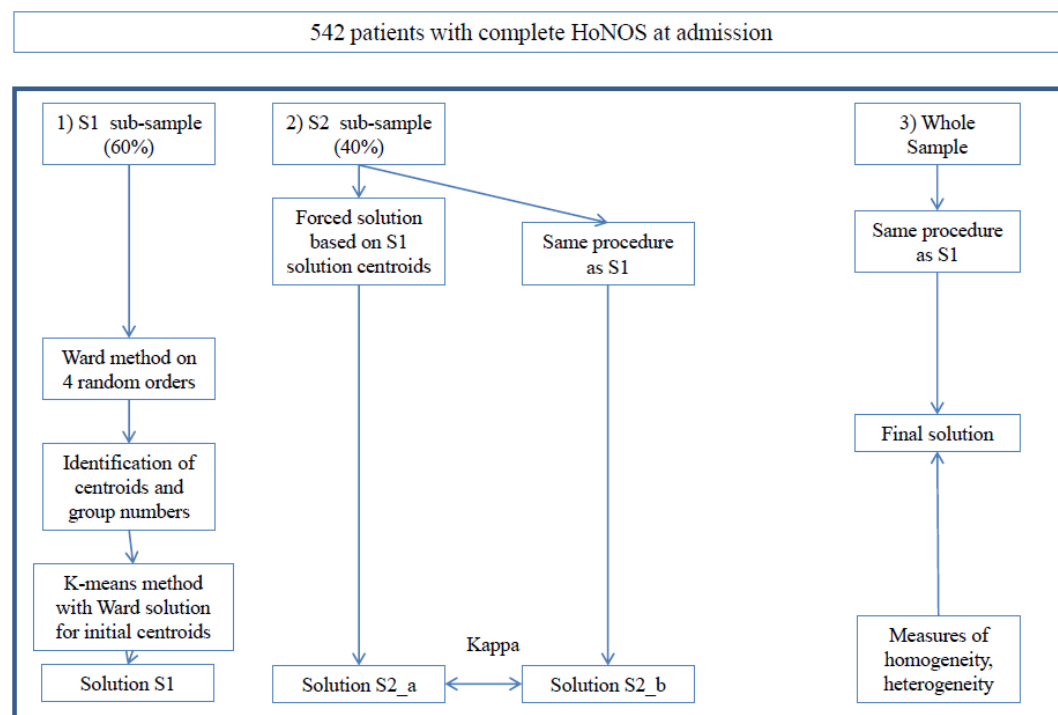 542 patients with complete HoNOS at admission
1) S1 sub-sample
(60%)
Ward method on
4 random orders
Identification of
centroids and
group numbers
K-means method
with Ward solution
for initial centroids
Solution S1
2) S2 sub-sample
(40%)
Forced solution
based on S1
solution centroids
Same procedure
as S1
Kappa
Solution S2_a
Solution S2_b
3) Whole
Sample
Same procedure
as S1
Final solution
Measures of
homogeneity,
heterogeneity